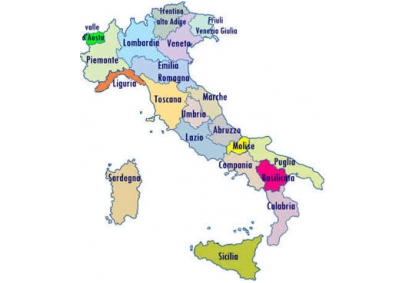 Trentino
alto Adige
Friuli
Venezia Giulia
valle
d'Aosta
Lombardia
Veneto
Piemonte
Emilia
Romagna
Liguria
Toscana
Marche
Umbria
Lazio
Abruzzo
Molise
Campania
Puglia
Basilicata
Sardegna
Calabria
Sicilia